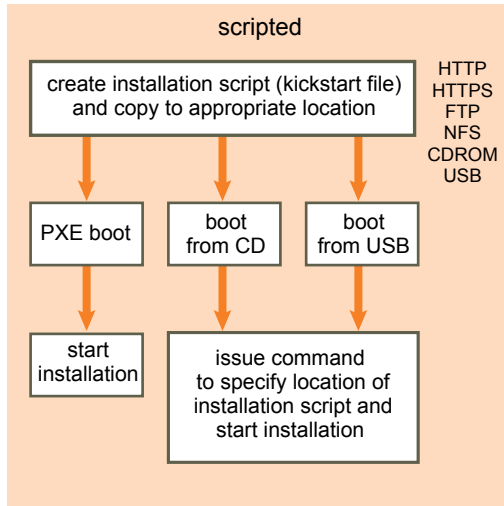 scripted
create installation script (kickstart file)
and copy to appropriate location
HTTP
HTTPS
FTP
NFS
CDROM
USB
PXE boot
boot
from CD
boot
from USB
start
installation
issue command
to specify location of
installation script and
start installation